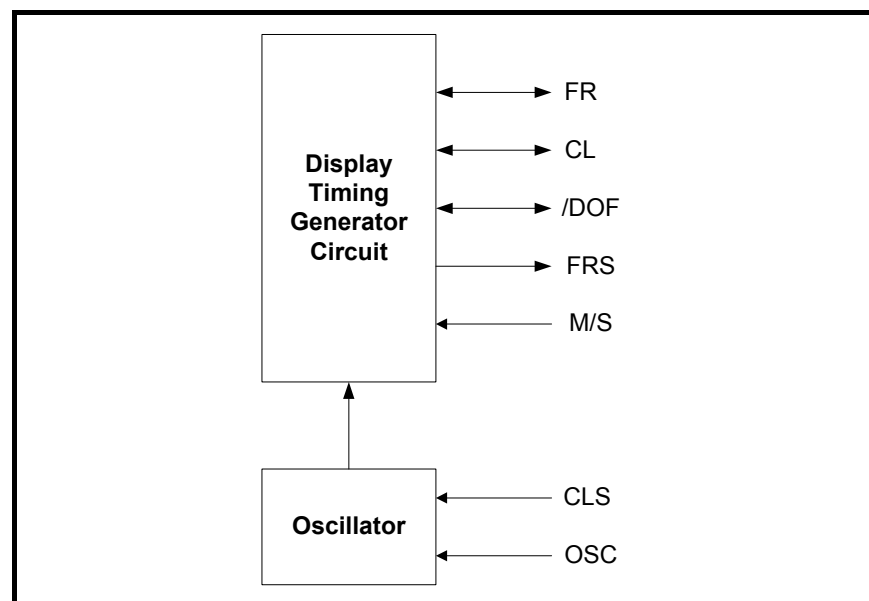 Display
Timing
Generator
Circuit
FR
CL
/DOF
FRS
M/S
Oscillator
CLS
OSC